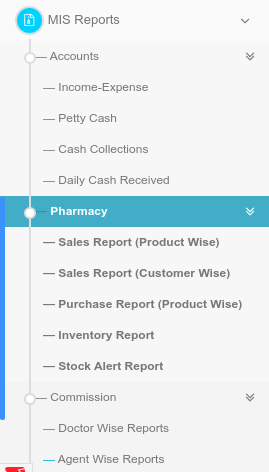 MIS Reports
Accounts
Income-Expense
Petty Cash
Cash Collections
Daily Cash Received
Pharmacy
Sales Report (Product Wise)
Sales Report (Customer Wise)
Purchase Report (Product Wise)
Inventory Report
Stock Alert Report
Commission
Doctor Wise Reports
Agent Wise Reports